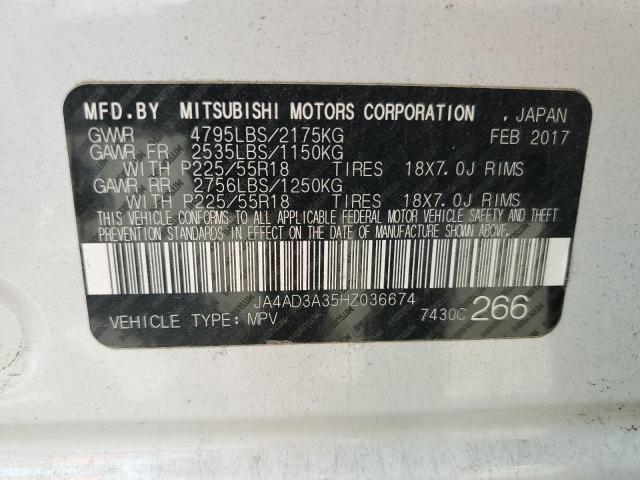 MFD.BY MITSUBISHI MOTORS CORPORATION . JAPAN
GVWR 4795LBS/2175KG FEB 2017
GAWR FR 2535LBS/1150KG
WITH P225/55R18 TIRES 18X7.0J RIMS
GAWR RR 2756LBS/1250KG
WITH P225/55R18 TIRES 18X7.0J RIMS
THIS VEHICLE CONFORMS TO ALL APPLICABLE FEDERAL MOTOR VEHICLE SAFETY AND THEFT
PREVENTION STANDARDS IN EFFECT ON THE DATE OF MANUFACTURE SHOWN ABOVE.
JA4AD3A35HZ036674
VEHICLE TYPE: MPV 7430C 266